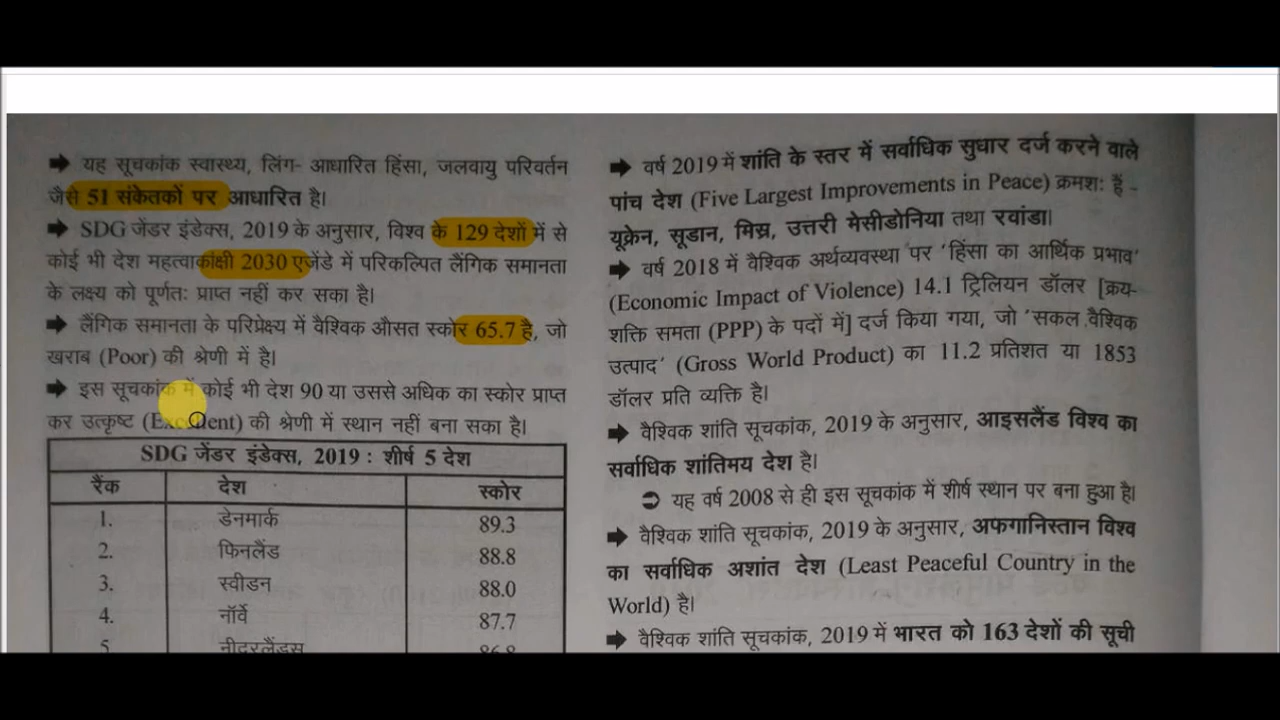 ➡ यह सूचकांक स्वास्थ्य, लिंग- आधारित हिंसा, जलवायु परिवर्तन
जैसे 51 संकेतकों पर आधारित है।
➡ SDG जेंडर इंडेक्स, 2019 के अनुसार, विश्व के 129 देशों में से
कोई भी देश महत्वाकांक्षी 2030 एजेंडे में परिकल्पित लैंगिक समानता
के लक्ष्य को पूर्णतः प्राप्त नहीं कर सका है।
➡ लैंगिक समानता के परिप्रेक्ष्य में वैश्विक औसत स्कोर 65.7 है, जो
खराब (Poor) की श्रेणी में है।
➡ इस सूचकांक में कोई भी देश 90 या उससे अधिक का स्कोर प्राप्त
कर उत्कृष्ट (Excellent) की श्रेणी में स्थान नहीं बना सका है।
SDG जेंडर इंडेक्स, 2019 : शीर्ष 5 देश
रैंक देश स्कोर
1. डेनमार्क 89.3
2. फिनलैंड 88.8
3. स्वीडन 88.0
4. नॉर्वे 87.7
5. नीदरलैंड्स 86.8
➡ वर्ष 2019 में शांति के स्तर में सर्वाधिक सुधार दर्ज करने वाले
पांच देश (Five Largest Improvements in Peace) क्रमशः हैं -
यूक्रेन, सूडान, मिस्र, उत्तरी मेसीडोनिया तथा रवांडा।
➡ वर्ष 2018 में वैश्विक अर्थव्यवस्था पर 'हिंसा का आर्थिक प्रभाव'
(Economic Impact of Violence) 14.1 ट्रिलियन डॉलर [क्रय-
शक्ति समता (PPP) के पदों में] दर्ज किया गया, जो 'सकल वैश्विक
उत्पाद' (Gross World Product) का 11.2 प्रतिशत या 1853
डॉलर प्रति व्यक्ति है।
➡ वैश्विक शांति सूचकांक, 2019 के अनुसार, आइसलैंड विश्व का
सर्वाधिक शांतिमय देश है।
➲ यह वर्ष 2008 से ही इस सूचकांक में शीर्ष स्थान पर बना हुआ है।
➡ वैश्विक शांति सूचकांक, 2019 के अनुसार, अफगानिस्तान विश्व
का सर्वाधिक अशांत देश (Least Peaceful Country in the
World) है।
➡ वैश्विक शांति सूचकांक, 2019 में भारत को 163 देशों की सूची